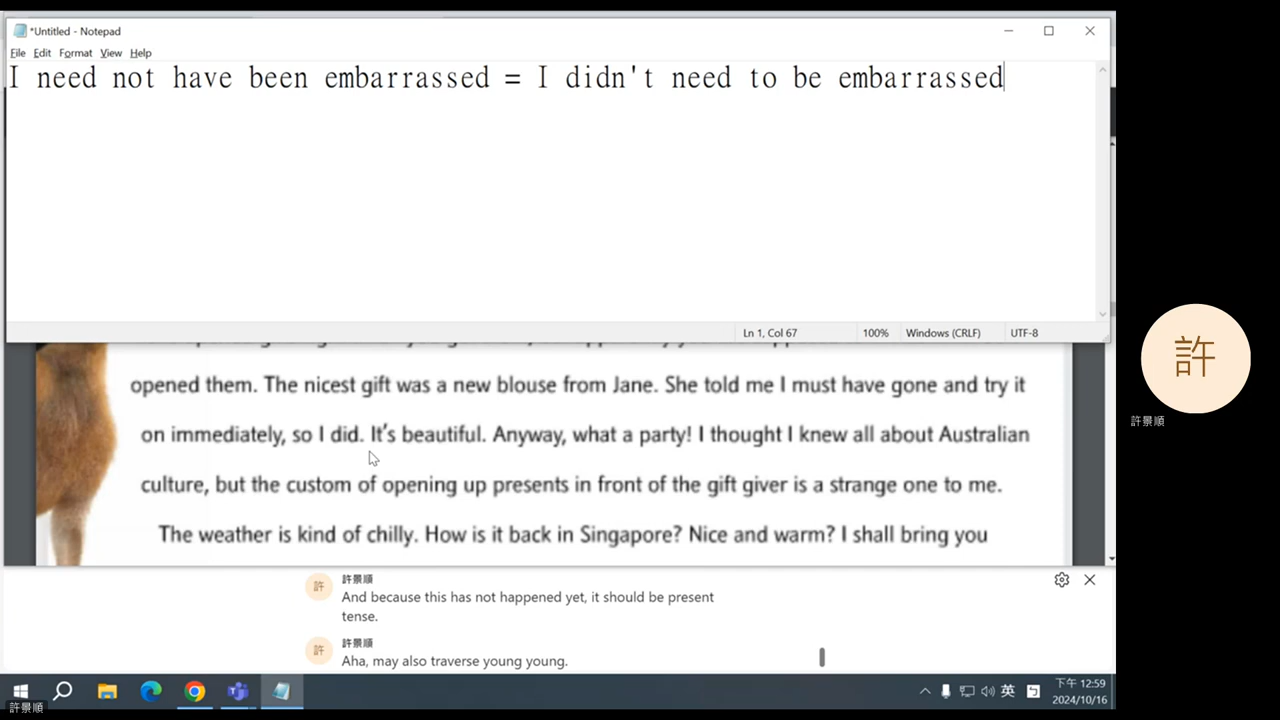 *Untitled - Notepad
File Edit Format View Help
I need not have been embarrassed = I didn't need to be embarrassed
Ln 1, Col 67 100% Windows (CRLF) UTF-8
opened them. The nicest gift was a new blouse from Jane. She told me I must have gone and try it
on immediately, so I did. It's beautiful. Anyway, what a party! I thought I knew all about Australian
culture, but the custom of opening up presents in front of the gift giver is a strange one to me.
The weather is kind of chilly. How is it back in Singapore? Nice and warm? I shall bring you
許
許景順
許 許景順
And because this has not happened yet, it should be present
tense.
許 許景順
Aha, may also traverse young young.
英 ㄅ 下午 12:59
2024/10/16
許景順